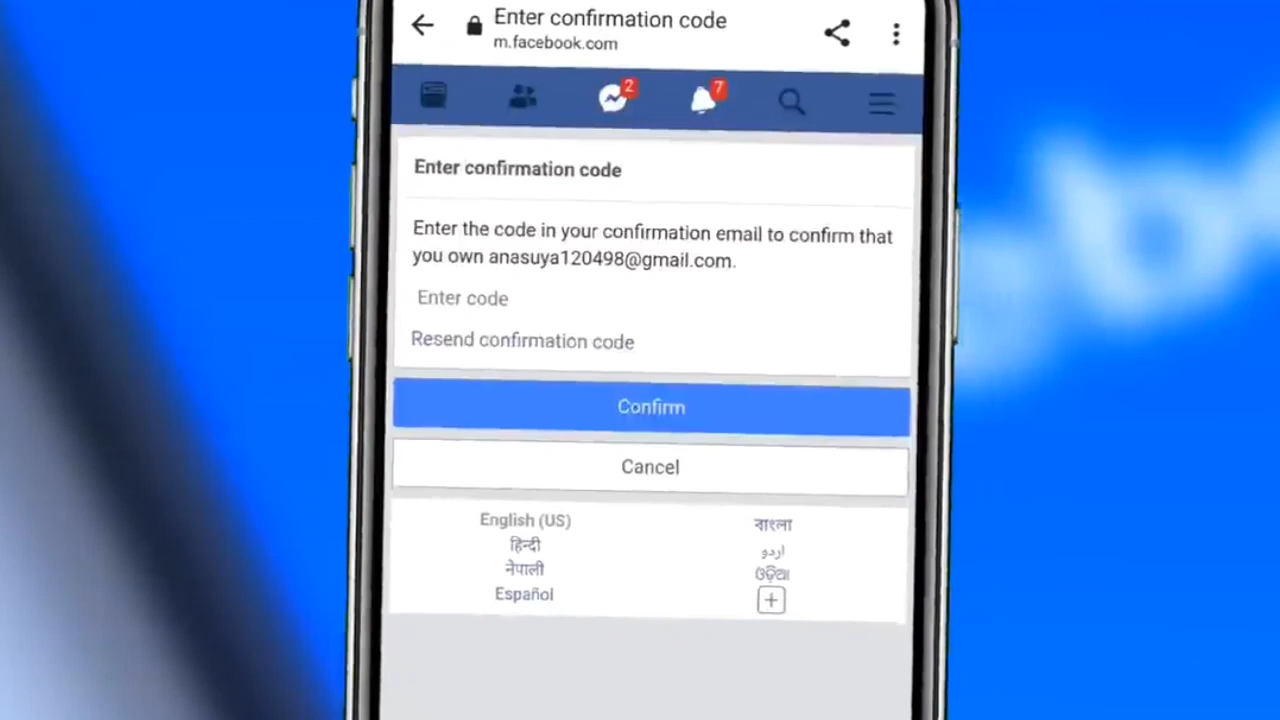 Enter confirmation code
m.facebook.com
2
7
Enter confirmation code
Enter the code in your confirmation email to confirm that
you own anasuya120498@gmail.com.
Enter code
Resend confirmation code
Confirm
Cancel
English (US)
বাংলা
हिन्दी
اردو
नेपाली
ଓଡ଼ିଆ
Español